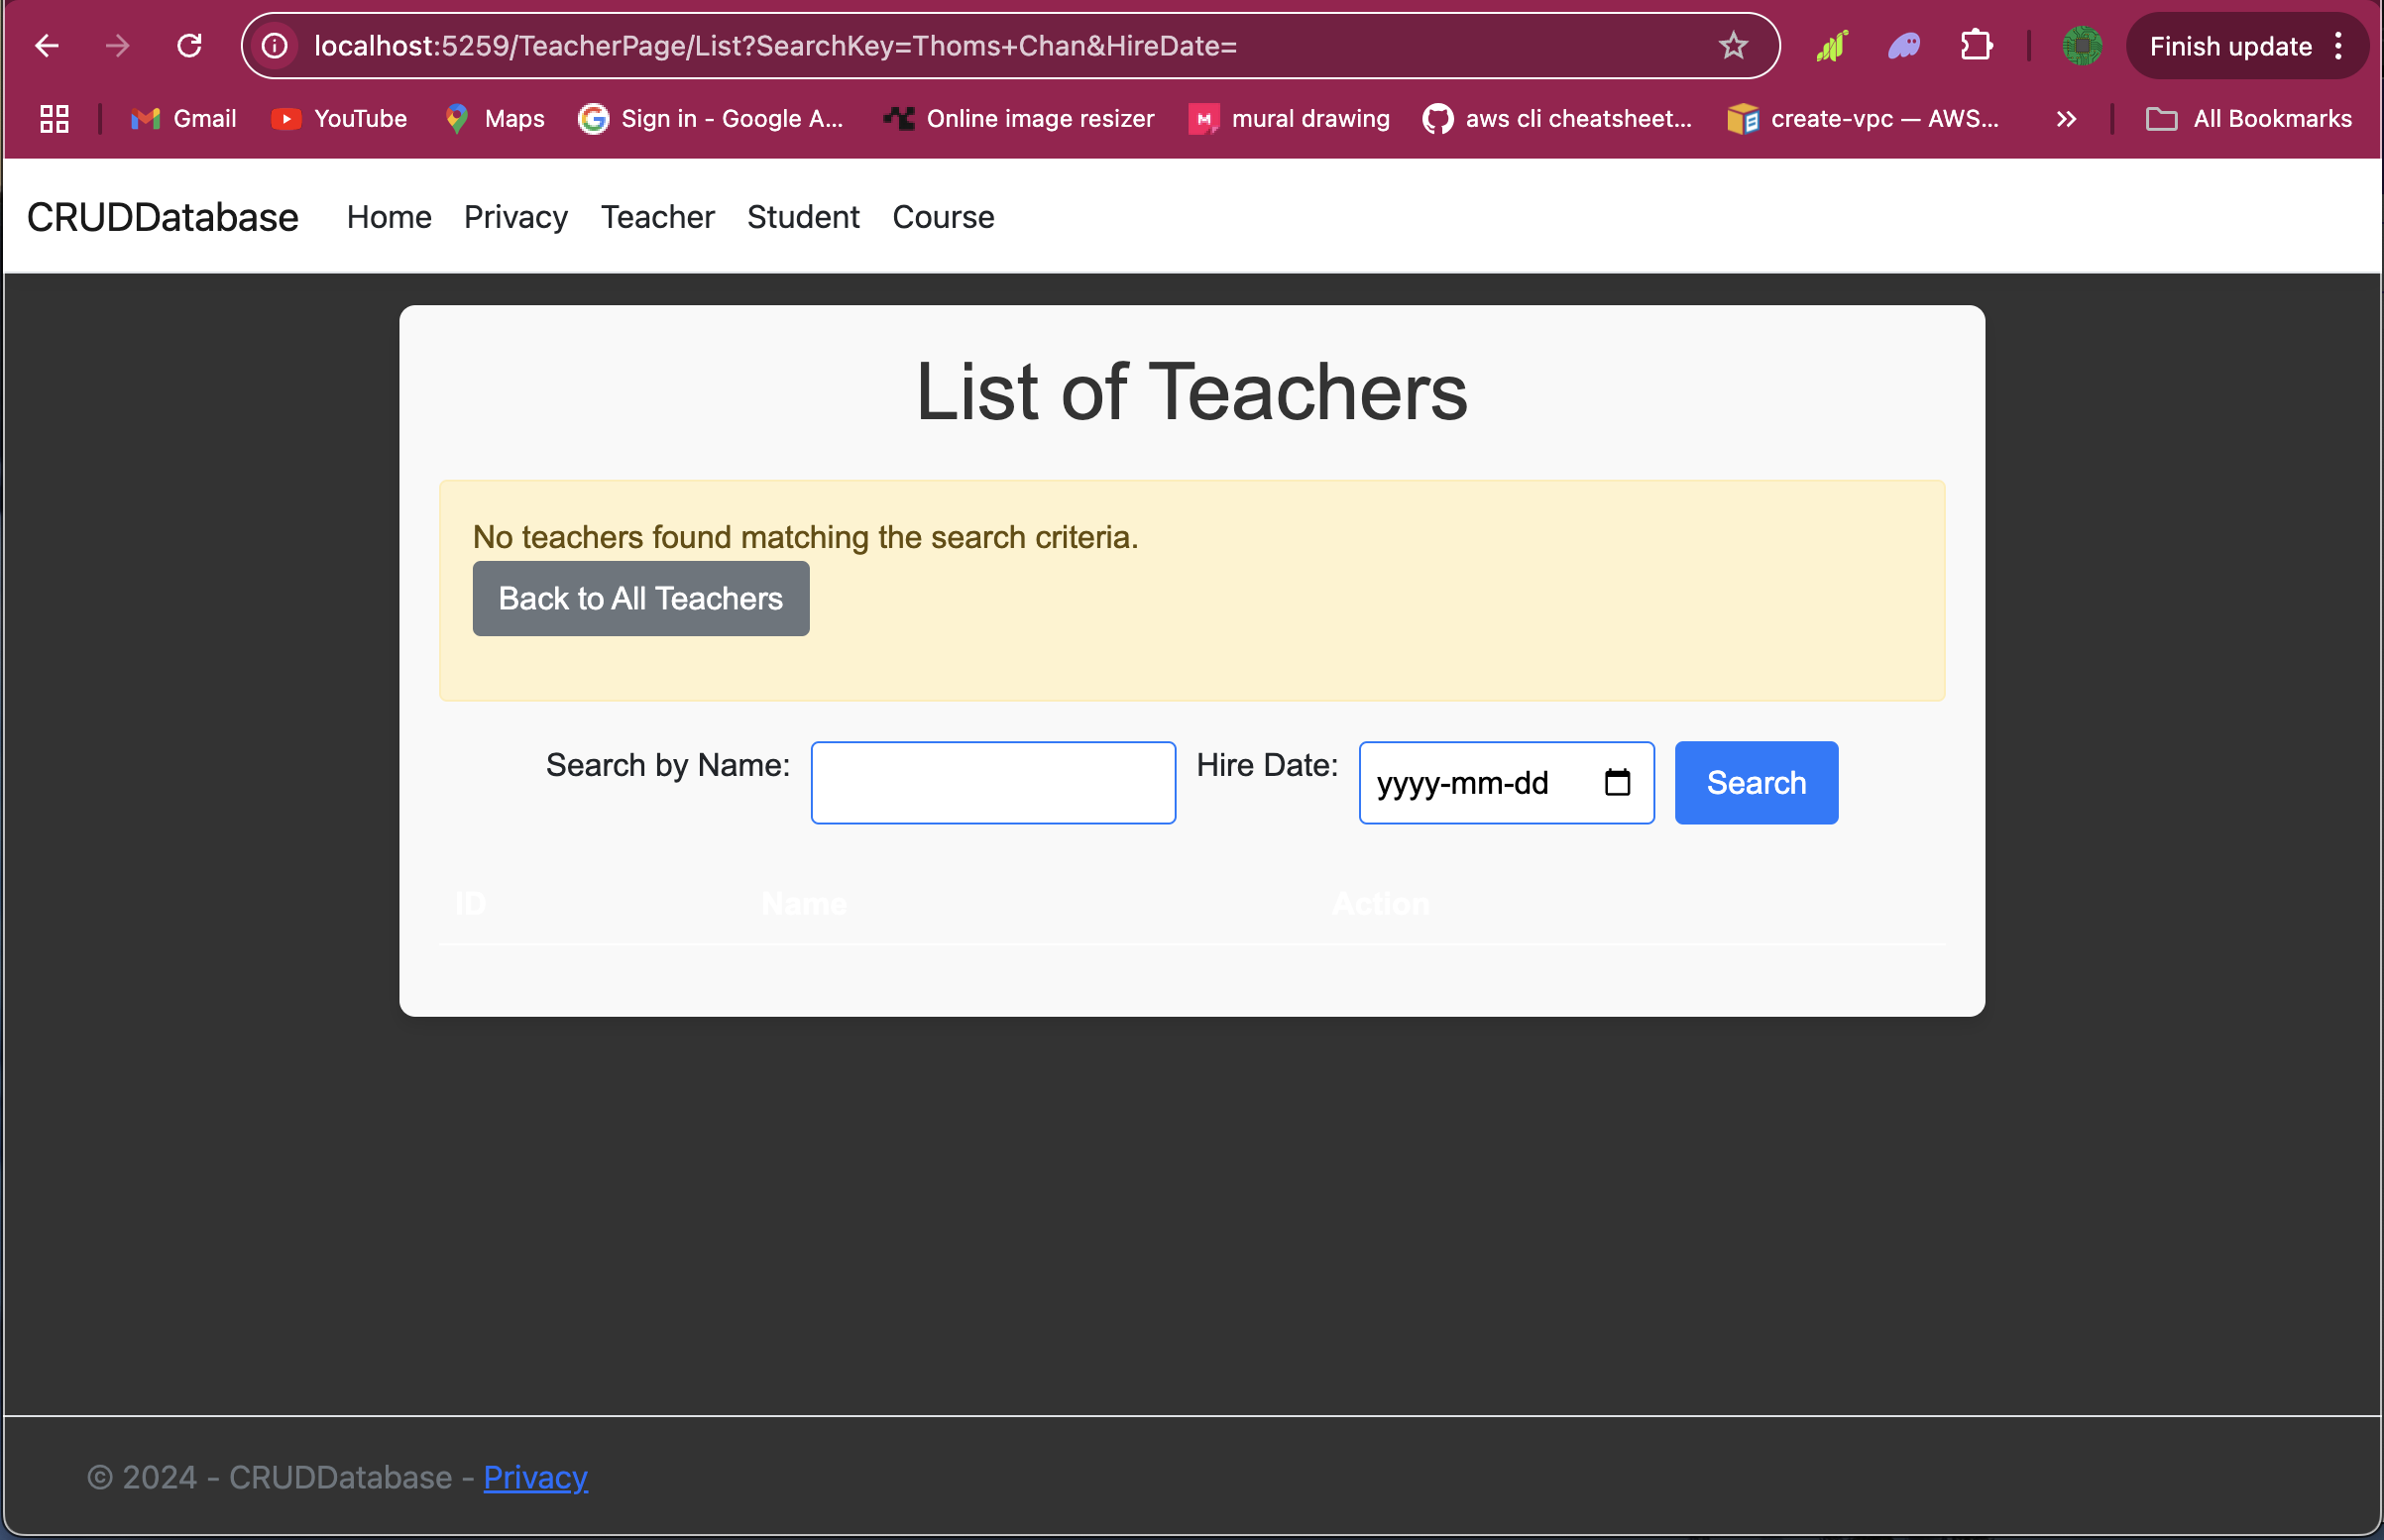 localhost:5259/TeacherPage/List?SearchKey=Thoms+Chan&HireDate=
Finish update
Gmail
YouTube
Maps
Sign in - Google A...
Online image resizer
mural drawing
aws cli cheatsheet...
create-vpc — AWS...
All Bookmarks
CRUDDatabase Home Privacy Teacher Student Course
List of Teachers
No teachers found matching the search criteria.
Back to All Teachers
Search by Name: Hire Date: yyyy-mm-dd Search
ID Name Action
© 2024 - CRUDDatabase - Privacy